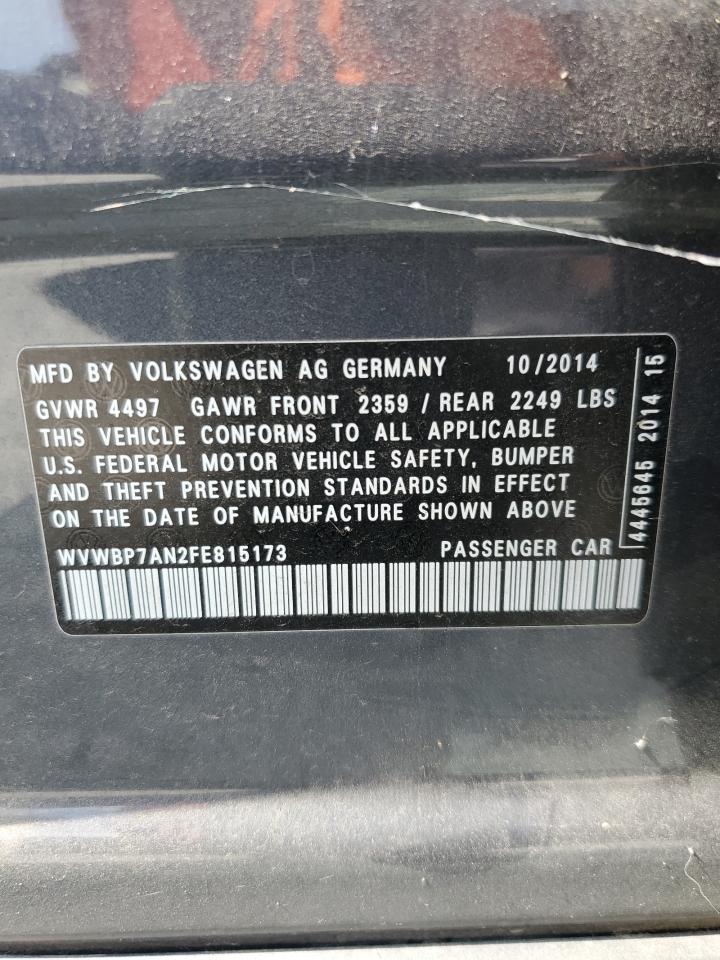 MFD BY VOLKSWAGEN AG GERMANY 10/2014
GVWR 4497 GAWR FRONT 2359 / REAR 2249 LBS
THIS VEHICLE CONFORMS TO ALL APPLICABLE
U.S. FEDERAL MOTOR VEHICLE SAFETY, BUMPER
AND THEFT PREVENTION STANDARDS IN EFFECT
ON THE DATE OF MANUFACTURE SHOWN ABOVE
WVWBP7AN2FE815173 PASSENGER CAR
4445645 2014 15